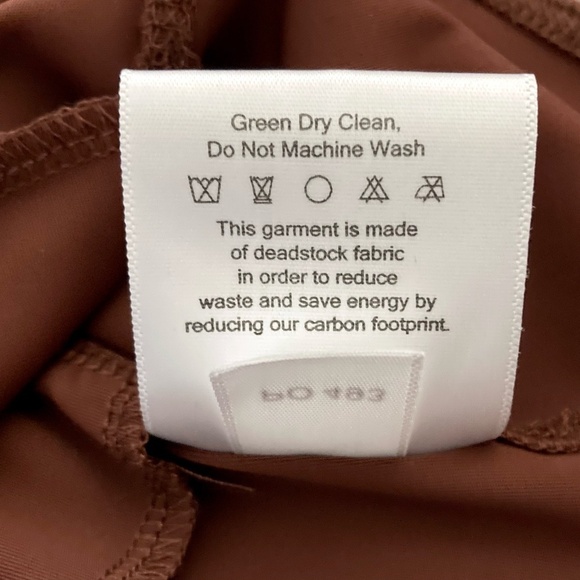 Green Dry Clean,
Do Not Machine Wash
This garment is made
of deadstock fabric
in order to reduce
waste and save energy by
reducing our carbon footprint.
PO 493